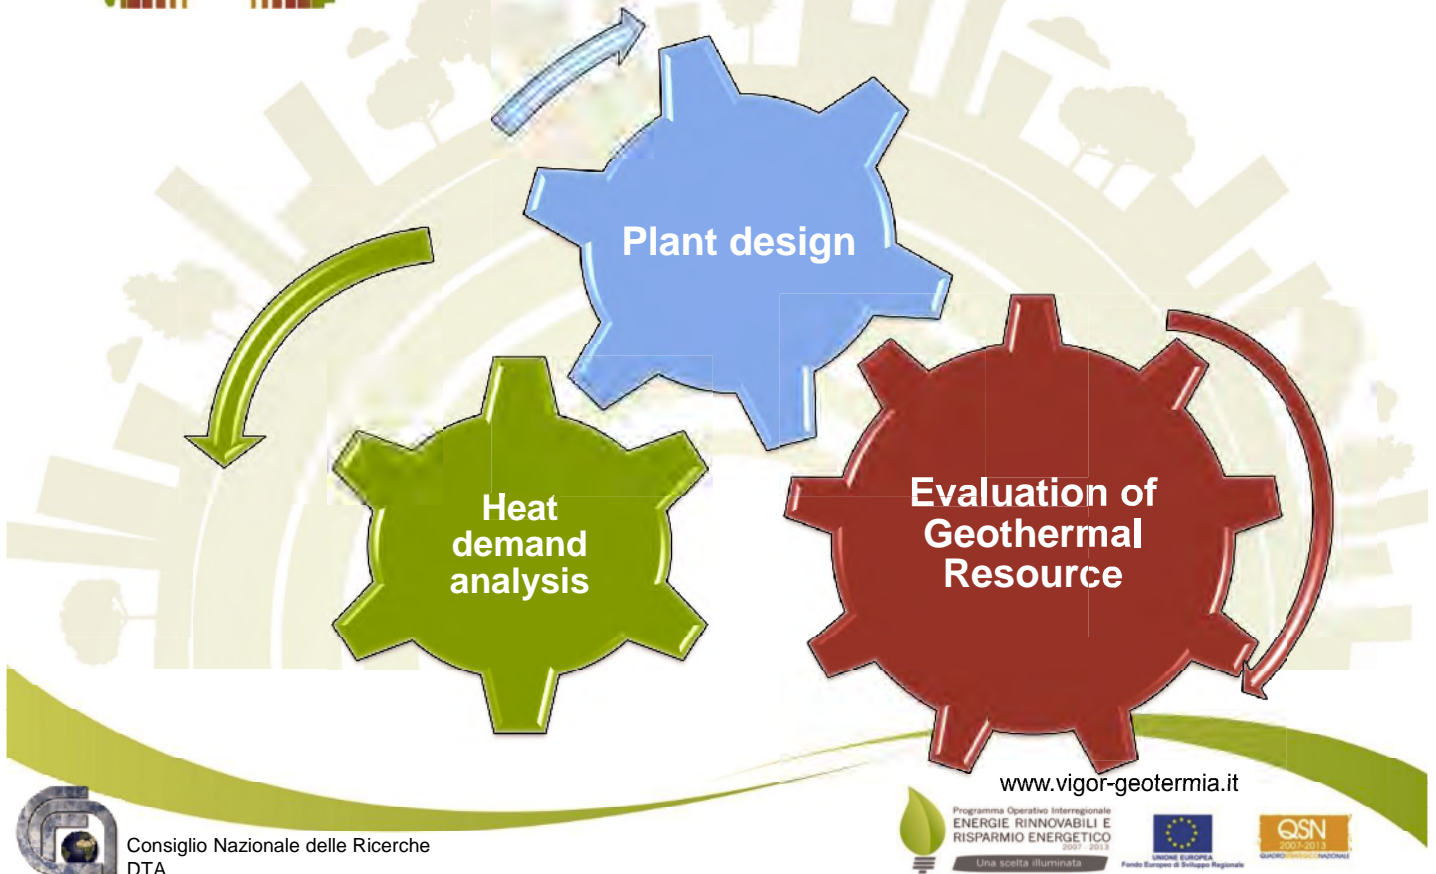 Plant design
Heat
demand
analysis
Evaluation of
Geothermal
Resource
www.vigor-geotermia.it
Consiglio Nazionale delle Ricerche
DTA
Programma Operativo Interregionale
ENERGIE RINNOVABILI E
RISPARMIO ENERGETICO
2007 - 2013
Una scelta illuminata
UNIONE EUROPEA
Fondo Europeo di Sviluppo Regionale
QSN
2007-2013
QUADROSTRATEGICONAZIONALE